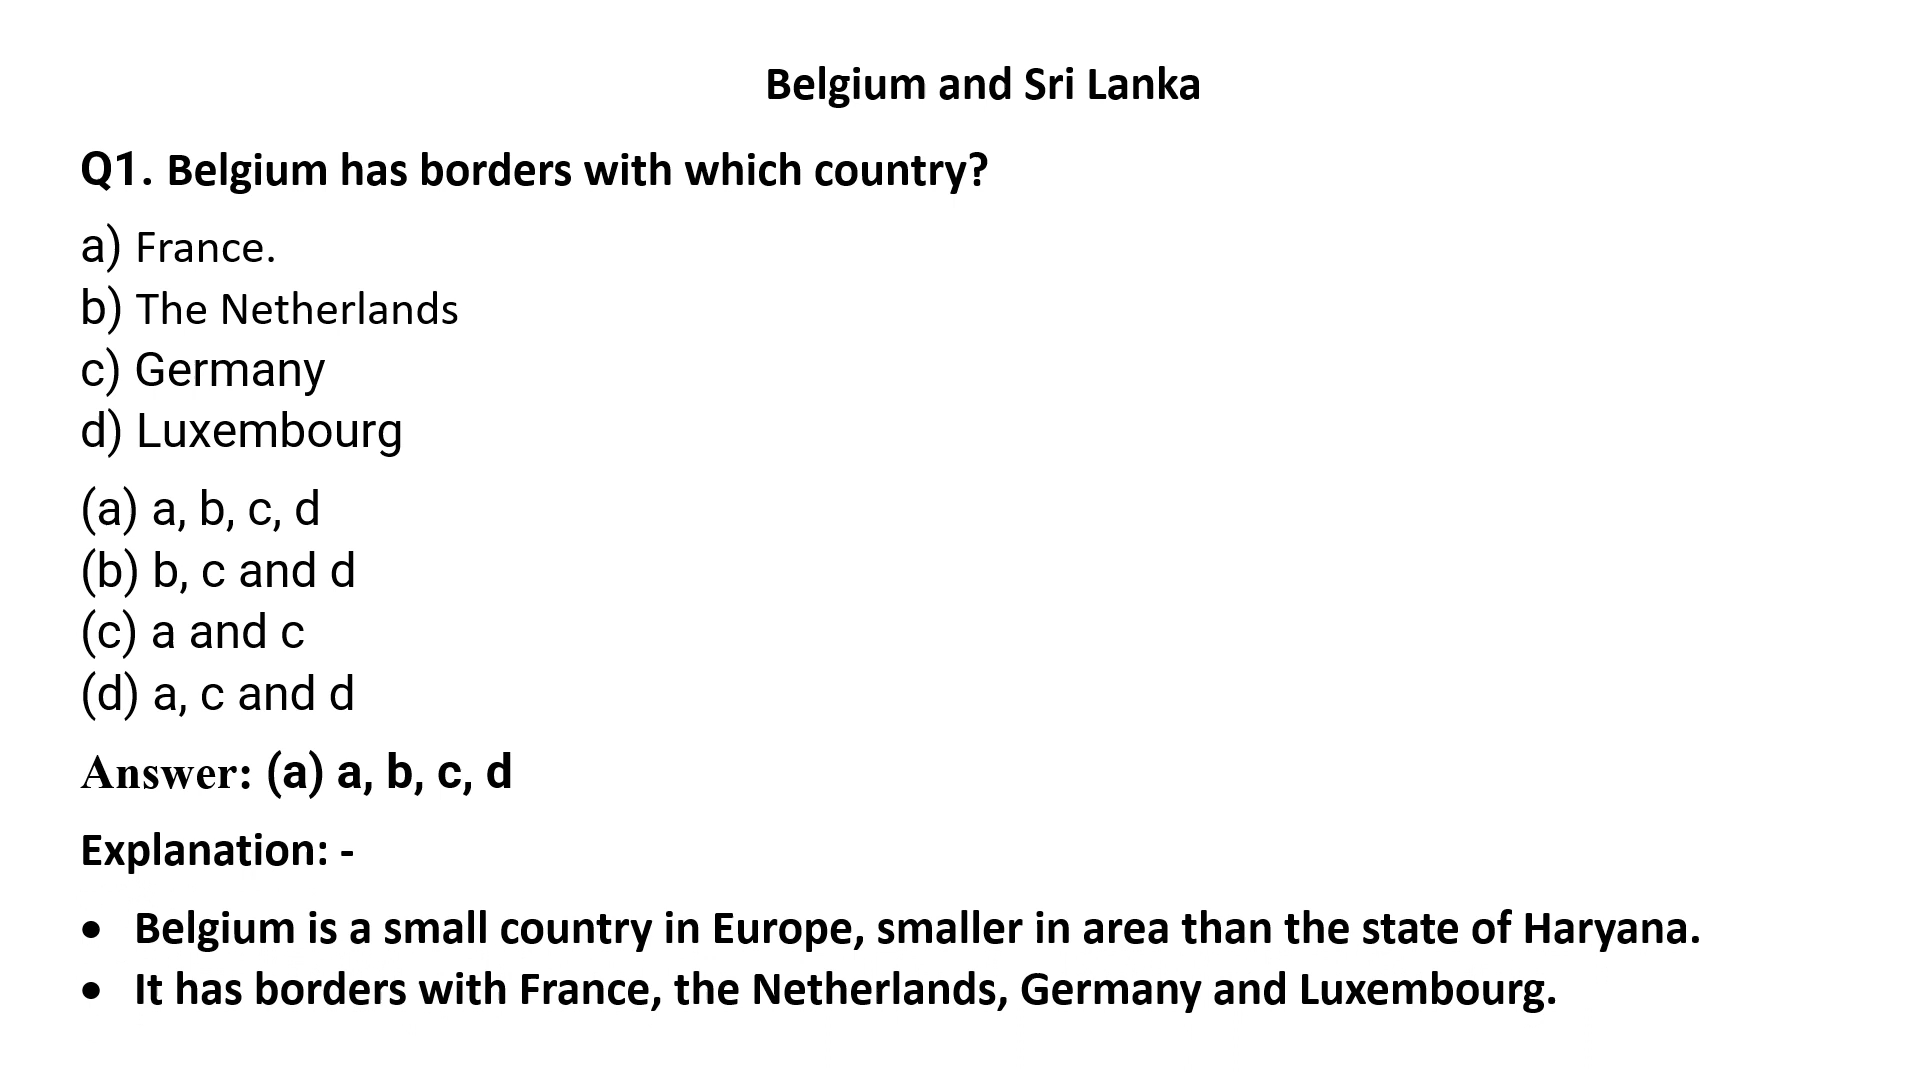 Belgium and Sri Lanka
Q1. Belgium has borders with which country?
a) France.
b) The Netherlands
c) Germany
d) Luxembourg
(a) a, b, c, d
(b) b, c and d
(c) a and c
(d) a, c and d
Answer: (a) a, b, c, d
Explanation: -
• Belgium is a small country in Europe, smaller in area than the state of Haryana.
• It has borders with France, the Netherlands, Germany and Luxembourg.